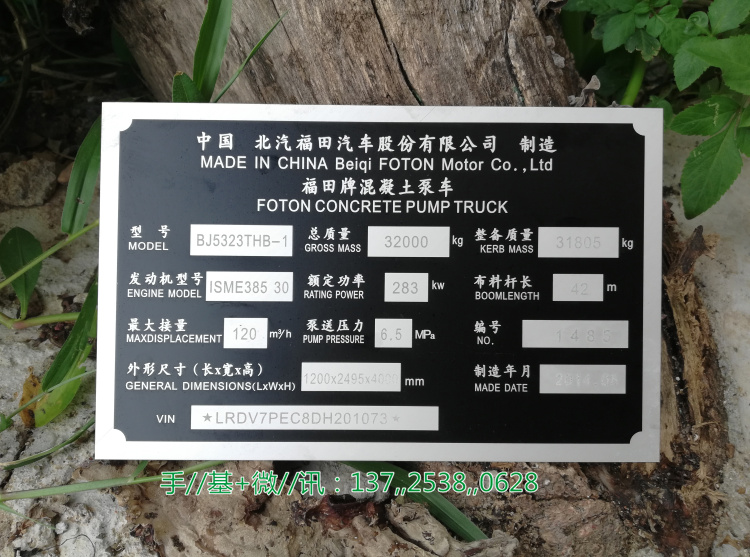 中国 北汽福田汽车股份有限公司 制造
MADE IN CHINA Beiqi FOTON Motor Co.,Ltd
福田牌混凝土泵车
FOTON CONCRETE PUMP TRUCK
型号 MODEL BJ5323THB-1 总质量 GROSS MASS 32000 kg 整备质量 KERB MASS 31805 kg
发动机型号 ENGINE MODEL ISME385 30 额定功率 RATING POWER 283 kw 布料杆长 BOOMLENGTH 42 m
最大接量 MAXDISPLACEMENT 120 m³/h 泵送压力 PUMP PRESSURE 6.5 MPa 编号 NO.
外形尺寸 (长x宽x高) GENERAL DIMENSIONS(LxWxH) 1200x2495x4000 mm 制造年月 MADE DATE
VIN ★LRDV7PEC8DH201073★
手//基+微//讯：137,,2538,,0628